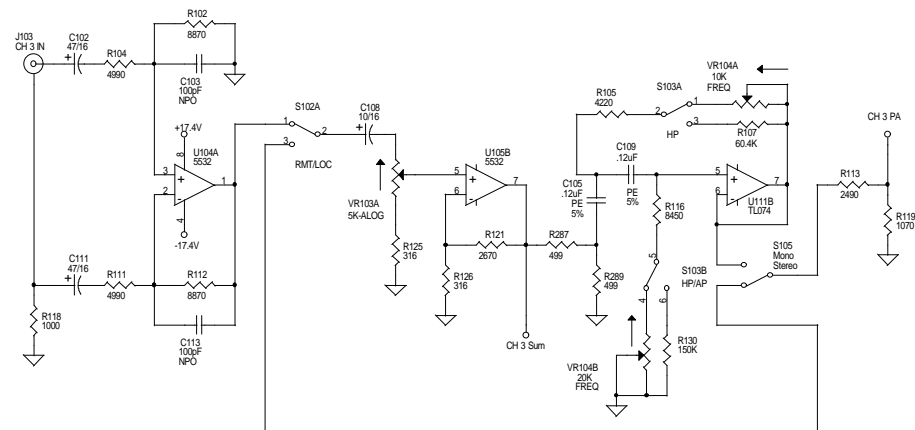 J103
CH 3 IN
C102
47/16
R104
4990
R102
8870
C103
100pF
NPO
+17.4V
8
3
2
1
4
U104A
5532
-17.4V
C111
47/16
R111
4990
R112
8870
C113
100pF
NPO
R118
1000
S102A
1
2
3
RMT/LOC
C108
10/16
VR103A
5K-ALOG
R125
316
5
6
7
U105B
5532
R121
2670
R126
316
CH 3 Sum
R287
499
R289
499
C105
.12uF
PE
5%
C109
.12uF
PE
5%
R105
4220
S103A
2
1
3
HP
VR104A
10K
FREQ
R107
60.4K
R116
8450
5
4
6
S103B
HP/AP
VR104B
20K
FREQ
R130
150K
5
6
7
U111B
TL074
S105
Mono
Stereo
R113
2490
CH 3 PA
R119
1070